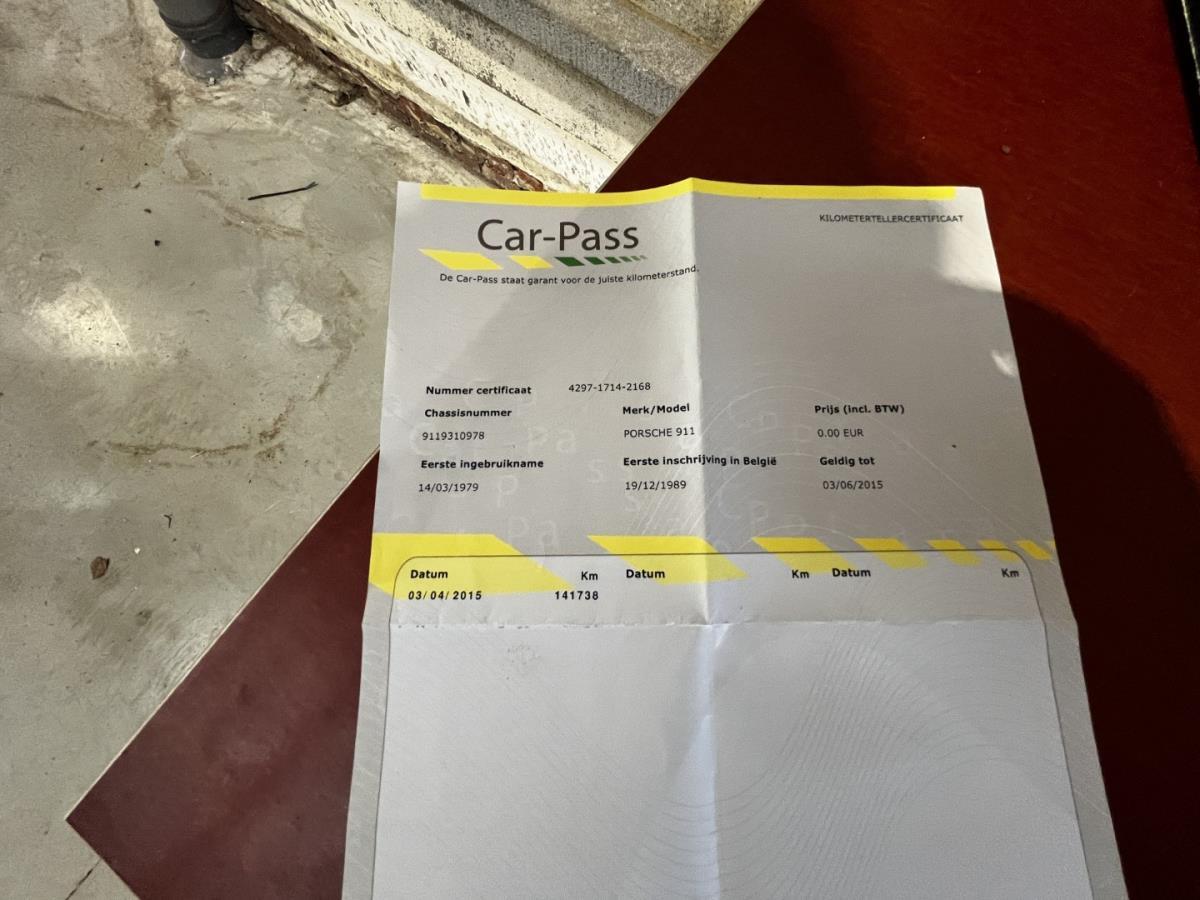 KILOMETERTELLERCERTIFICAAT
Car-Pass
De Car-Pass staat garant voor de juiste kilometerstand.
Nummer certificaat 4297-1714-2168
Chassisnummer Merk/Model Prijs (incl. BTW)
9119310978 PORSCHE 911 0.00 EUR
Eerste ingebruikname Eerste inschrijving in België Geldig tot
14/03/1979 19/12/1989 03/06/2015
Datum Km Datum Km Datum Km
03/04/2015 141738